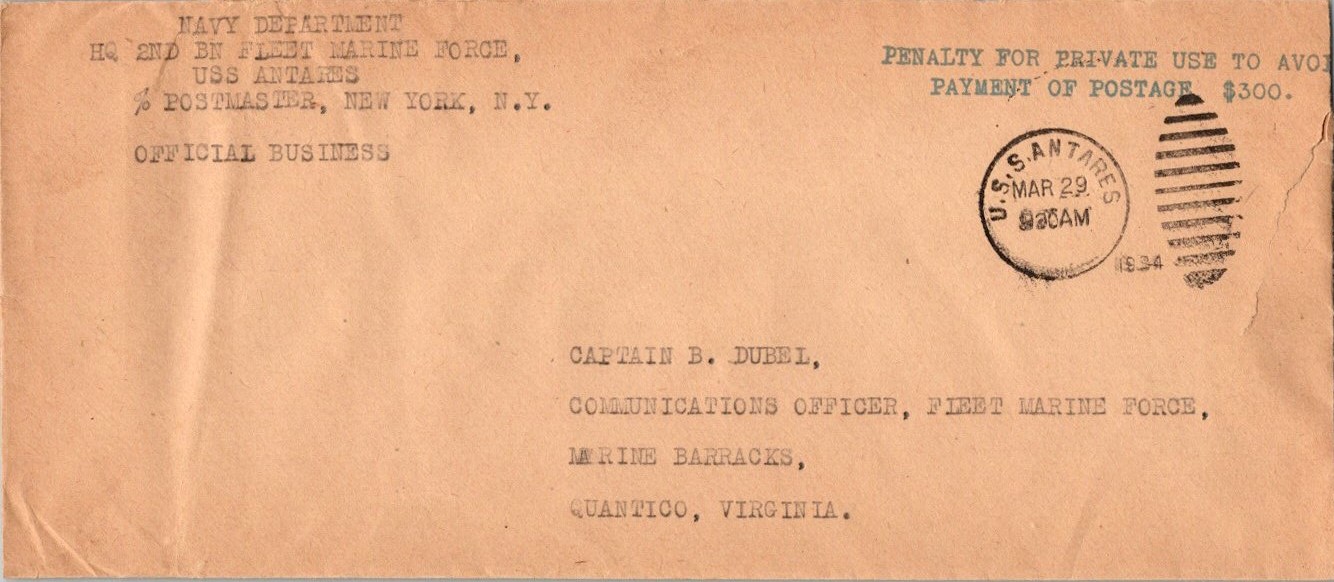 NAVY DEPARTMENT
HQ 2ND BN FLEET MARINE FORCE,
USS ANTARES
% POSTMASTER, NEW YORK, N.Y.
OFFICIAL BUSINESS
PENALTY FOR PRIVATE USE TO AVOI
PAYMENT OF POSTAGE $300.
U.S.S. ANTARES
MAR 29
AM
1934
CAPTAIN B. DUBEL,
COMMUNICATIONS OFFICER, FLEET MARINE FORCE,
MARINE BARRACKS,
QUANTICO, VIRGINIA.